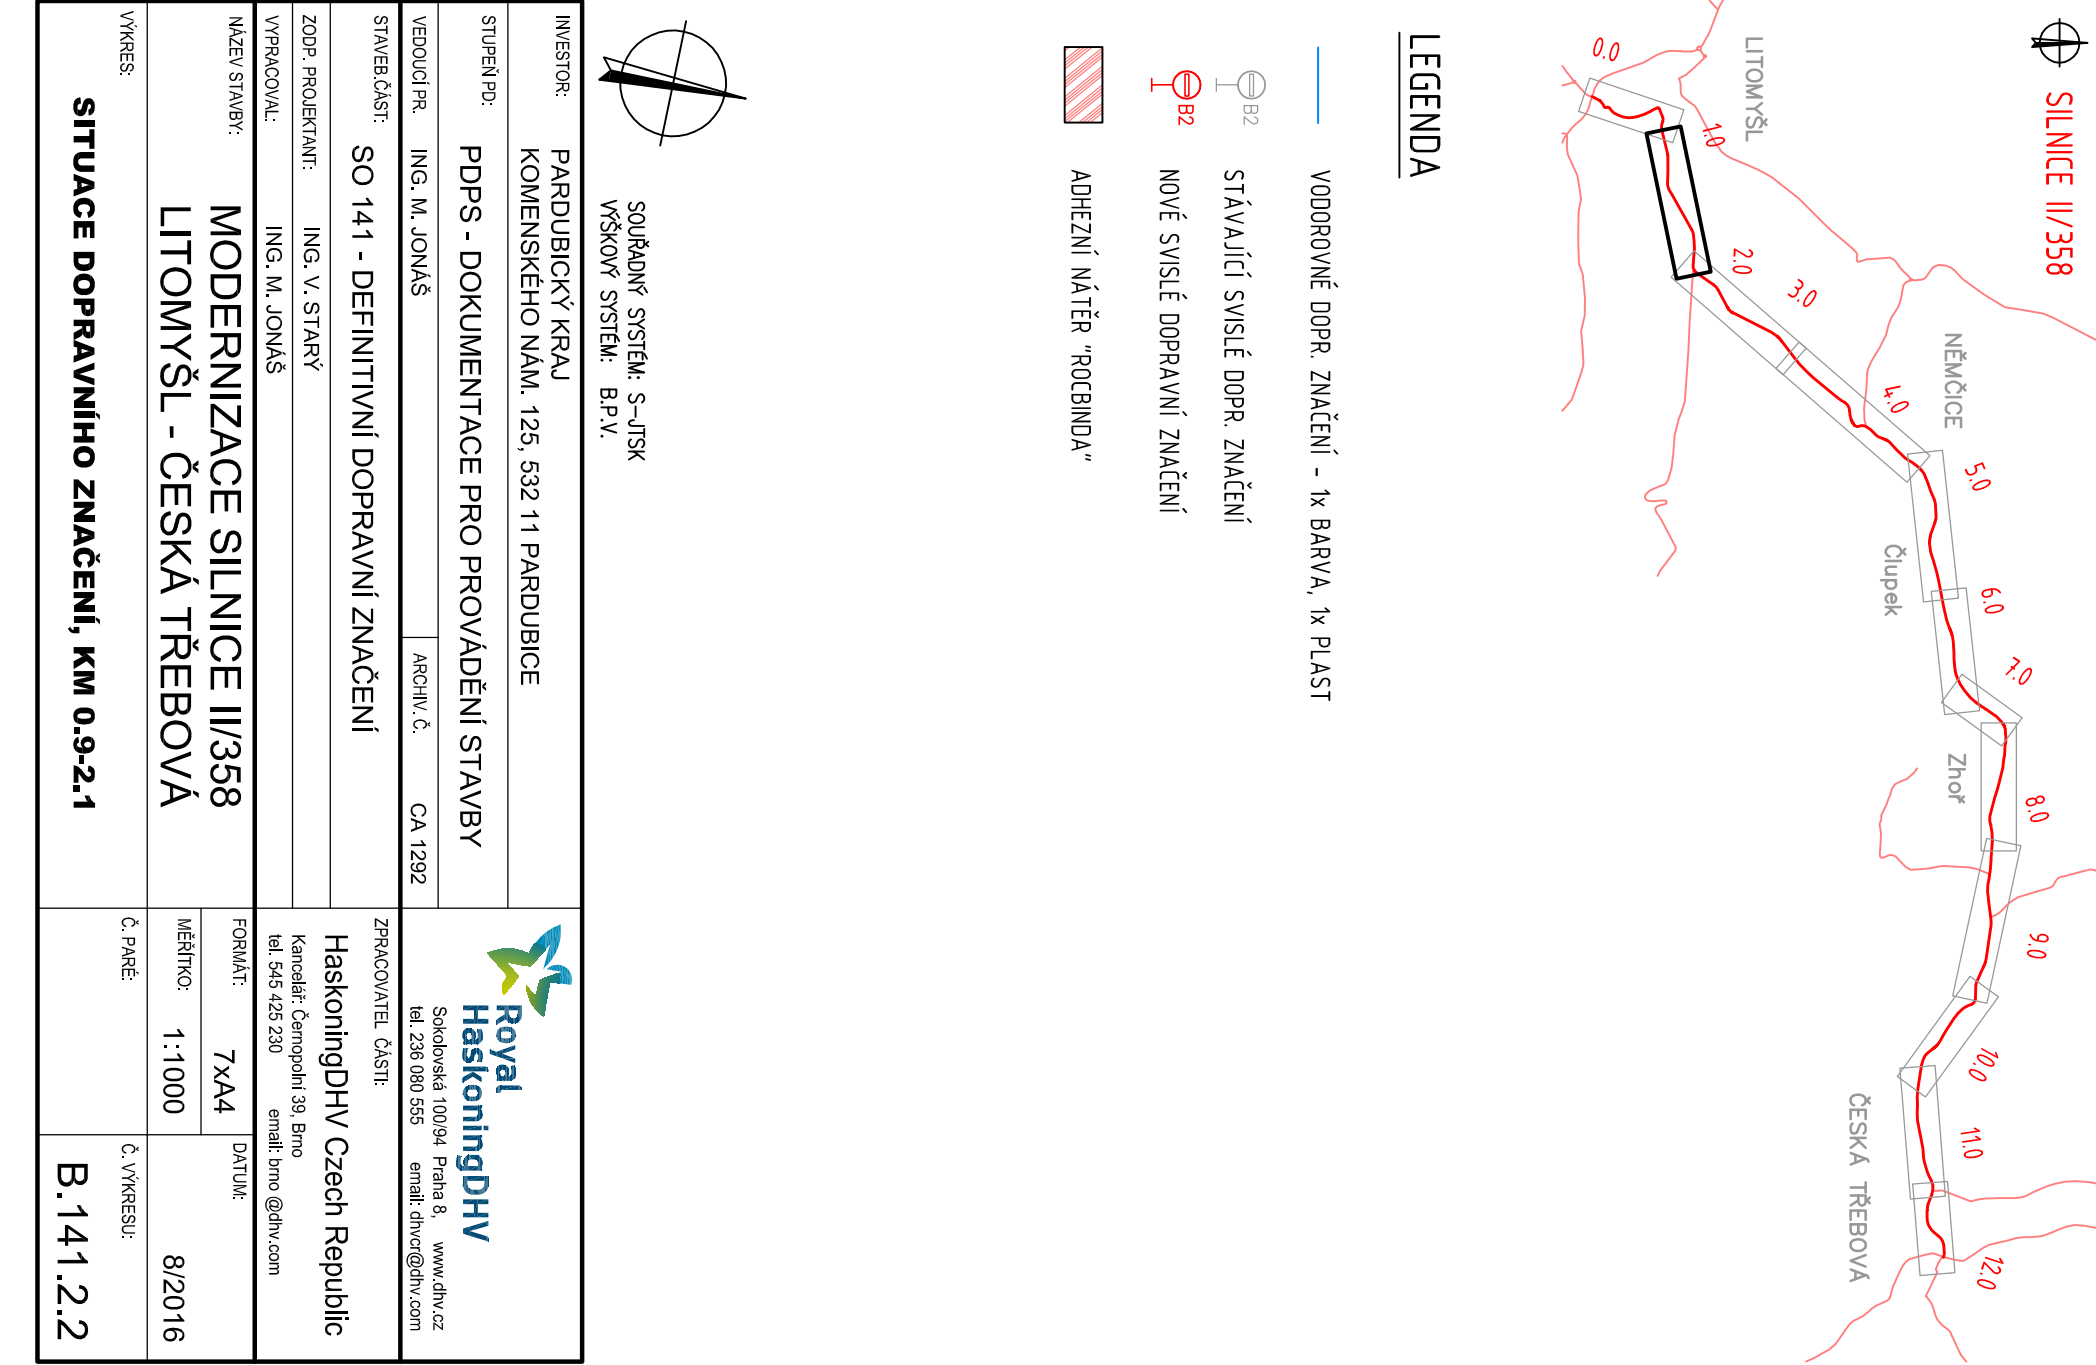 SILNICE II/358
LITOMYŠL
NĚMČICE
Člupek
Zhoř
ČESKÁ TŘEBOVÁ
0.0
1.0
2.0
3.0
4.0
5.0
6.0
7.0
8.0
9.0
10.0
11.0
12.0
LEGENDA
VODOROVNÉ DOPR. ZNAČENÍ - 1x BARVA, 1x PLAST
B2 STÁVAJÍCÍ SVISLÉ DOPR. ZNAČENÍ
B2 NOVÉ SVISLÉ DOPRAVNÍ ZNAČENÍ
ADHEZNÍ NÁTĚR "ROCBINDA"
SOUŘADNÝ SYSTÉM: S-JTSK
VÝŠKOVÝ SYSTÉM: B.P.V.
INVESTOR: PARDUBICKÝ KRAJ
KOMENSKÉHO NÁM. 125, 532 11 PARDUBICE
STUPEŇ PD: PDPS - DOKUMENTACE PRO PROVÁDĚNÍ STAVBY
VEDOUCÍ PR. ING. M. JONÁŠ
ARCHIV. Č. CA 1292
Royal
HaskoningDHV
Sokolovská 100/94 Praha 8, www.dhv.cz
tel. 236 080 555 email: dhvcr@dhv.com
STAVEB.ČÁST: SO 141 - DEFINITIVNÍ DOPRAVNÍ ZNAČENÍ
ZODP. PROJEKTANT: ING. V. STARÝ
VYPRACOVAL: ING. M. JONÁŠ
ZPRACOVATEL ČÁSTI:
HaskoningDHV Czech Republic
Kancelář: Černopolní 39, Brno
tel. 545 425 230 email: brno @dhv.com
NÁZEV STAVBY: MODERNIZACE SILNICE II/358
LITOMYŠL - ČESKÁ TŘEBOVÁ
FORMÁT: 7xA4
MĚŘÍTKO: 1:1000
DATUM: 8/2016
VÝKRES: SITUACE DOPRAVNÍHO ZNAČENÍ, KM 0.9-2.1
Č. PARÉ:
Č. VÝKRESU: B.141.2.2